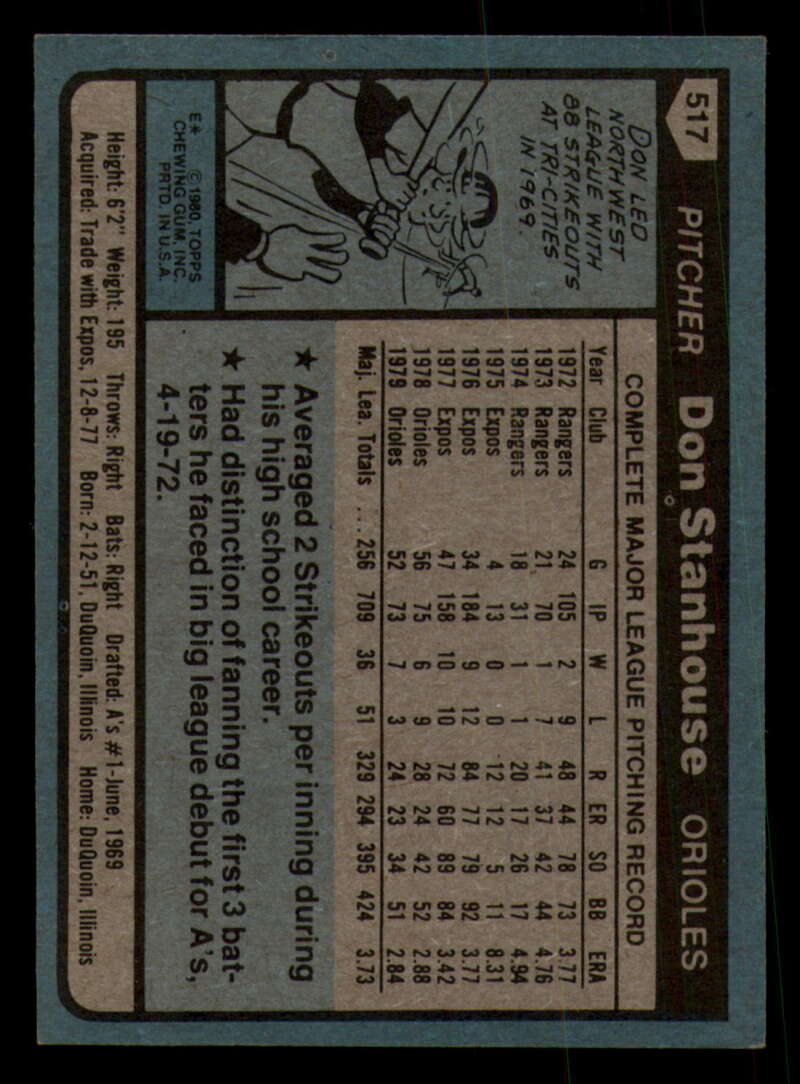 517 PITCHER Don Stanhouse ORIOLES
DON LED
NORTHWEST
LEAGUE WITH
88 STRIKEOUTS
AT TRI-CITIES
IN 1969.
E* © 1980, TOPPS
CHEWING GUM, INC.
PRTD. IN U.S.A.
COMPLETE MAJOR LEAGUE PITCHING RECORD
Year Club G IP W L R ER SO BB ERA
1972 Rangers 24 105 2 9 48 44 78 73 3.77
1973 Rangers 21 70 1 7 41 37 42 44 4.76
1974 Rangers 18 31 1 1 20 17 26 17 4.94
1975 Expos 4 13 0 0 12 12 5 11 8.31
1976 Expos 34 184 9 12 84 77 79 92 3.77
1977 Expos 47 158 10 10 72 60 89 84 3.42
1978 Orioles 56 75 6 9 28 24 42 52 2.88
1979 Orioles 52 73 7 3 24 23 34 51 2.84
Maj. Lea. Totals ... 256 709 36 51 329 294 395 424 3.73
★ Averaged 2 Strikeouts per inning during
his high school career.
★ Had distinction of fanning the first 3 bat-
ters he faced in big league debut for A's,
4-19-72.
Height: 6'2" Weight: 195 Throws: Right Bats: Right Drafted: A's #1-June, 1969
Acquired: Trade with Expos, 12-8-77 Born: 2-12-51, DuQuoin, Illinois Home: DuQuoin, Illinois